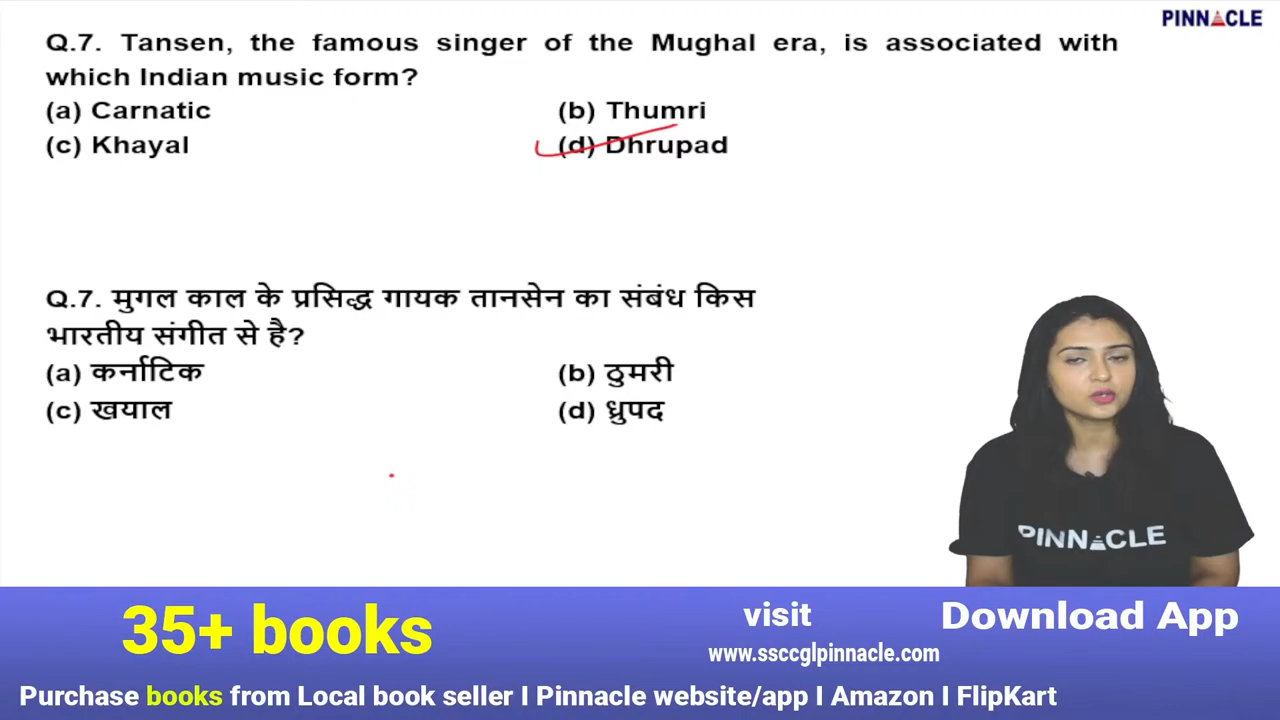 PINNACLE
Q.7. Tansen, the famous singer of the Mughal era, is associated with
which Indian music form?
(a) Carnatic (b) Thumri
(c) Khayal (d) Dhrupad
Q.7. मुगल काल के प्रसिद्ध गायक तानसेन का संबंध किस
भारतीय संगीत से है?
(a) कर्नाटिक (b) ठुमरी
(c) खयाल (d) ध्रुपद
PINNACLE
35+ books
visit
www.ssccglpinnacle.com
Download App
Purchase books from Local book seller I Pinnacle website/app I Amazon I FlipKart